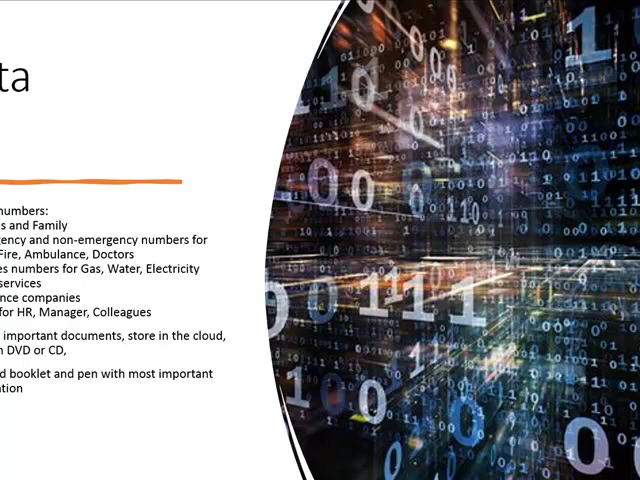 ta
numbers:
s and Family
gency and non-emergency numbers for
Fire, Ambulance, Doctors
es numbers for Gas, Water, Electricity
services
nce companies
for HR, Manager, Colleagues
important documents, store in the cloud,
n DVD or CD,
d booklet and pen with most important
ation